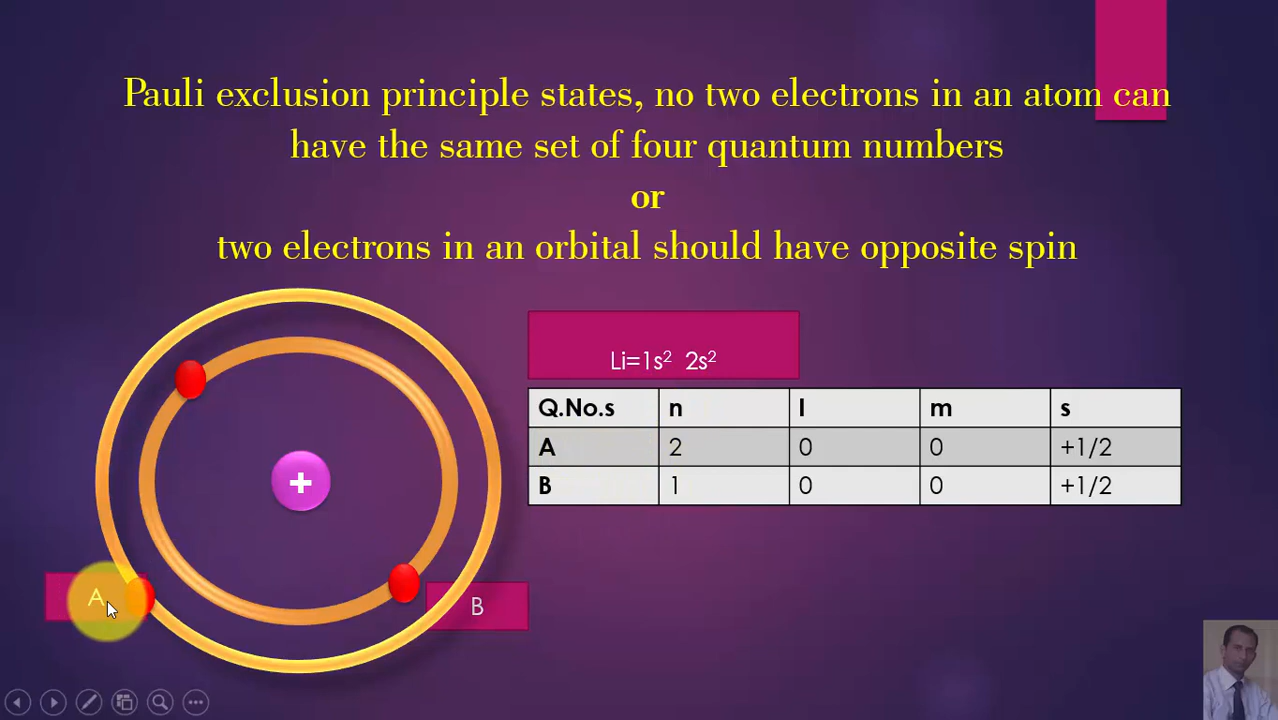 Pauli exclusion principle states, no two electrons in an atom can
have the same set of four quantum numbers
or
two electrons in an orbital should have opposite spin
Li=1s² 2s²
Q.No.s n l m s
A 2 0 0 +1/2
B 1 0 0 +1/2
+
A
B